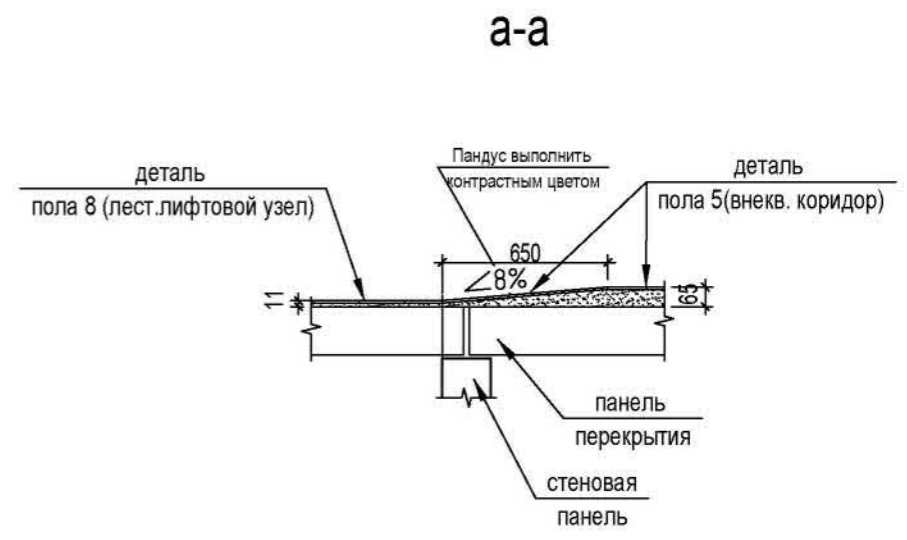 а-а
деталь
пола 8 (лест.лифтовой узел)
Пандус выполнить
контрастным цветом
деталь
пола 5(внекв. коридор)
650
8%
11
65
панель
перекрытия
стеновая
панель